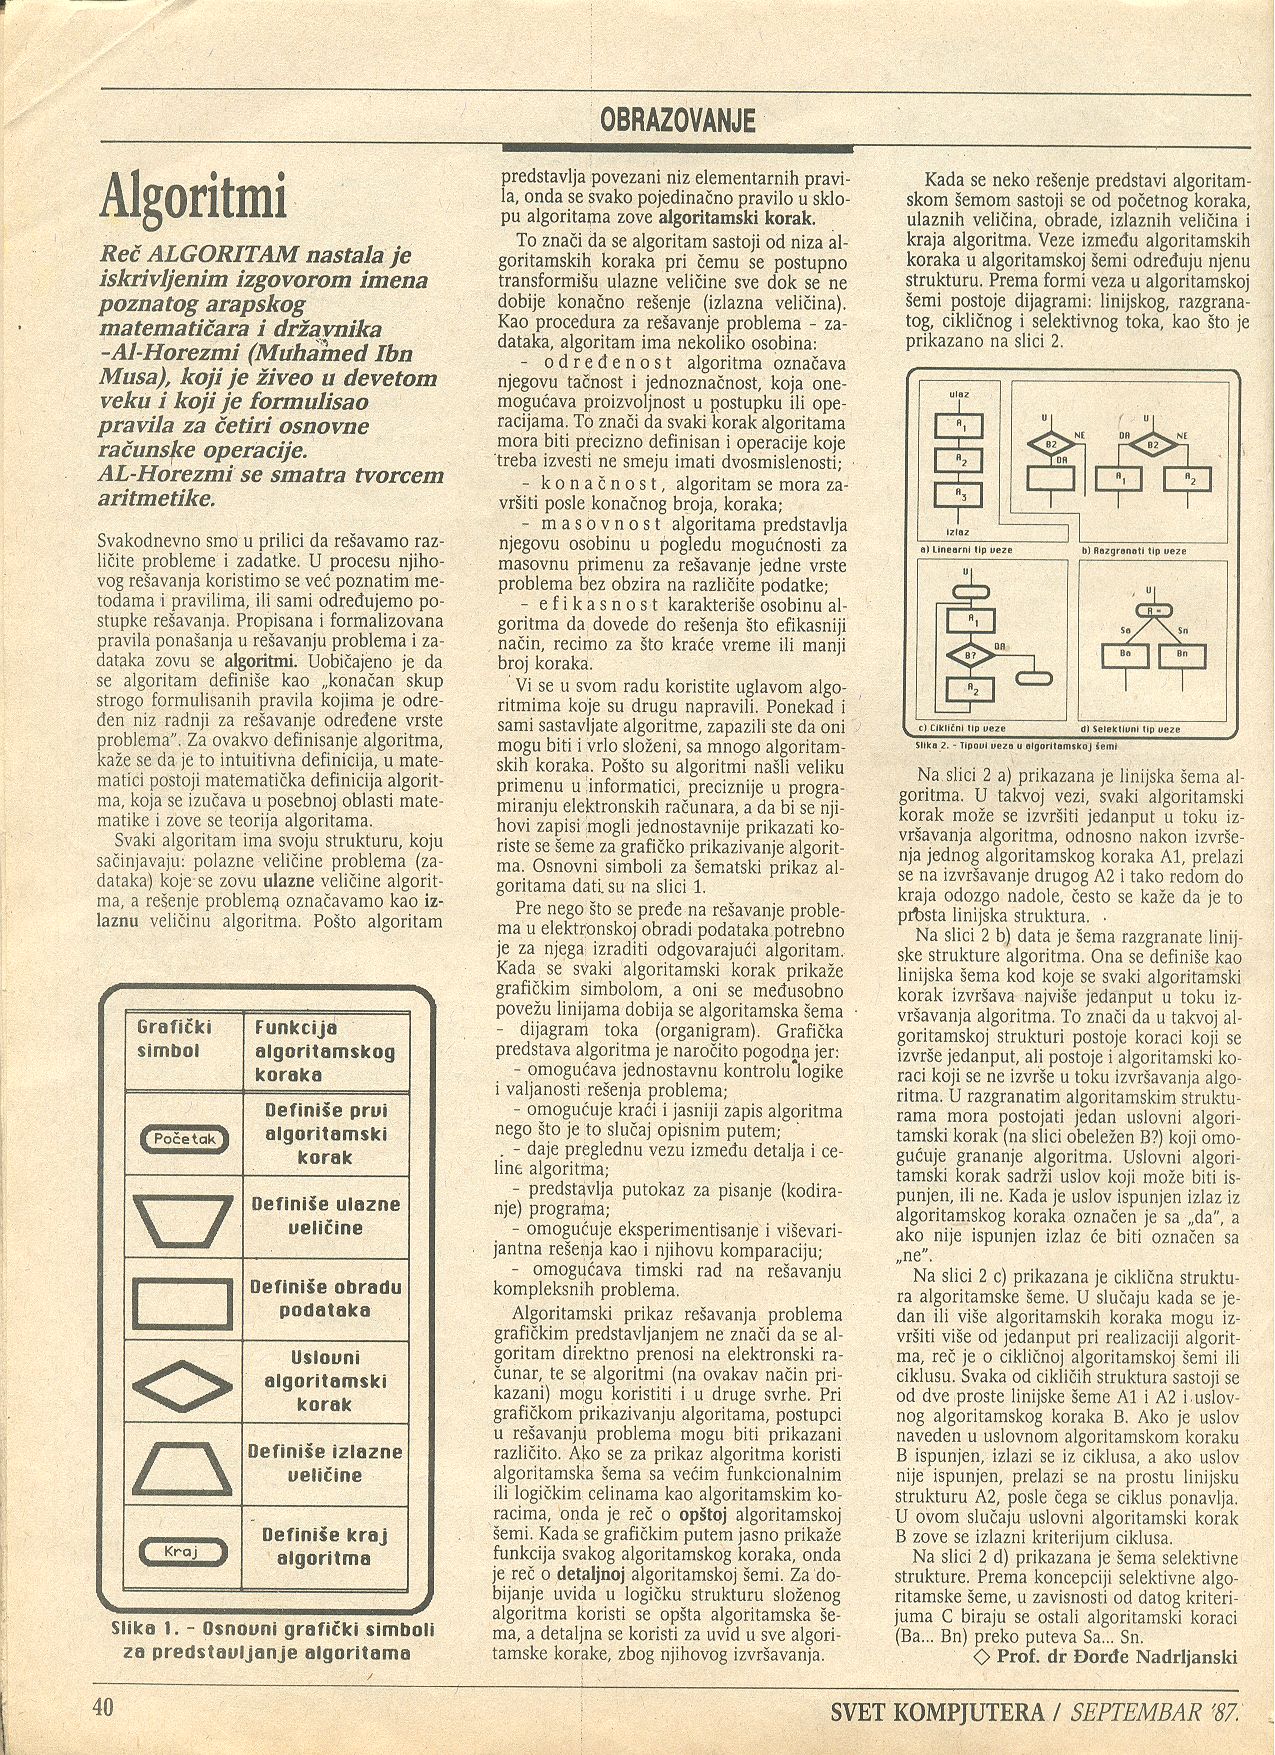 OBRAZOVANJE
Algoritmi
Reč ALGORITAM nastala je
iskrivljenim izgovorom imena
poznatog arapskog
matematičara i državnika
-Al-Horezmi (Muhamed Ibn
Musa), koji je živeo u devetom
veku i koji je formulisao
pravila za četiri osnovne
računske operacije.
AL-Horezmi se smatra tvorcem
aritmetike.
Svakodnevno smo u prilici da rešavamo raz-
ličite probleme i zadatke. U procesu njiho-
vog rešavanja koristimo se već poznatim me-
todama i pravilima, ili sami određujemo po-
stupke rešavanja. Propisana i formalizovana
pravila ponašanja u rešavanju problema i za-
dataka zovu se algoritmi. Uobičajeno je da
se algoritam definiše kao „konačan skup
strogo formulisanih pravila kojima je odre-
đen niz radnji za rešavanje određene vrste
problema". Za ovakvo definisanje algoritma,
kaže se da je to intuitivna definicija, u mate-
matici postoji matematička definicija algorit-
ma, koja se izučava u posebnoj oblasti mate-
matike i zove se teorija algoritama.
Svaki algoritam ima svoju strukturu, koju
sačinjavaju: polazne veličine problema (za-
dataka) koje se zovu ulazne veličine algorit-
ma, a rešenje problema označavamo kao iz-
laznu veličinu algoritma. Pošto algoritam
Grafički
simbol
Funkcija
algoritamskog
koraka
Početak
Definiše prvi
algoritamski
korak
Definiše ulazne
veličine
Definiše obradu
podataka
Uslovni
algoritamski
korak
Definiše izlazne
veličine
Kraj
Definiše kraj
algoritma
Slika 1. - Osnovni grafički simboli
za predstavljanje algoritama
predstavlja povezani niz elementarnih pravi-
la, onda se svako pojedinačno pravilo u sklo-
pu algoritama zove algoritamski korak.
To znači da se algoritam sastoji od niza al-
goritamskih koraka pri čemu se postupno
transformišu ulazne veličine sve dok se ne
dobije konačno rešenje (izlazna veličina).
Kao procedura za rešavanje problema - za-
dataka, algoritam ima nekoliko osobina:
- određenost algoritma označava
njegovu tačnost i jednoznačnost, koja one-
mogućava proizvoljnost u postupku ili ope-
racijama. To znači da svaki korak algoritama
mora biti precizno definisan i operacije koje
treba izvesti ne smeju imati dvosmislenosti;
- konačnost, algoritam se mora za-
vršiti posle konačnog broja, koraka;
- masovnost algoritama predstavlja
njegovu osobinu u pogledu mogućnosti za
masovnu primenu za rešavanje jedne vrste
problema bez obzira na različite podatke;
- efikasnost karakteriše osobinu al-
goritma da dovede do rešenja što efikasniji
način, recimo za što kraće vreme ili manji
broj koraka.
Vi se u svom radu koristite uglavom algo-
ritmima koje su drugu napravili. Ponekad i
sami sastavljate algoritme, zapazili ste da oni
mogu biti i vrlo složeni, sa mnogo algoritam-
skih koraka. Pošto su algoritmi našli veliku
primenu u informatici, preciznije u progra-
miranju elektronskih računara, a da bi se nji-
hovi zapisi mogli jednostavnije prikazati ko-
riste se šeme za grafičko prikazivanje algorit-
ma. Osnovni simboli za šematski prikaz al-
goritama dati su na slici 1.
Pre nego što se pređe na rešavanje proble-
ma u elektronskoj obradi podataka potrebno
je za njega izraditi odgovarajući algoritam.
Kada se svaki algoritamski korak prikaže
grafičkim simbolom, a oni se međusobno
povežu linijama dobija se algoritamska šema
- dijagram toka (organigram). Grafička
predstava algoritma je naročito pogodna jer:
- omogućava jednostavnu kontrolu logike
i valjanosti rešenja problema;
- omogućuje kraći i jasniji zapis algoritma
nego što je to slučaj opisnim putem;
- daje preglednu vezu između detalja i ce-
line algoritma;
- predstavlja putokaz za pisanje (kodira-
nje) programa;
- omogućuje eksperimentisanje i viševari-
jantna rešenja kao i njihovu komparaciju;
- omogućava timski rad na rešavanju
kompleksnih problema.
Algoritamski prikaz rešavanja problema
grafičkim predstavljanjem ne znači da se al-
goritam direktno prenosi na elektronski ra-
čunar, te se algoritmi (na ovakav način pri-
kazani) mogu koristiti i u druge svrhe. Pri
grafičkom prikazivanju algoritama, postupci
u rešavanju problema mogu biti prikazani
različito. Ako se za prikaz algoritma koristi
algoritamska šema sa većim funkcionalnim
ili logičkim celinama kao algoritamskim ko-
racima, onda je reč o opštoj algoritamskoj
šemi. Kada se grafičkim putem jasno prikaže
funkcija svakog algoritamskog koraka, onda
je reč o detaljnoj algoritamskoj šemi. Za do-
bijanje uvida u logičku strukturu složenog
algoritma koristi se opšta algoritamska še-
ma, a detaljna se koristi za uvid u sve algori-
tamske korake, zbog njihovog izvršavanja.
Kada se neko rešenje predstavi algoritam-
skom šemom sastoji se od početnog koraka,
ulaznih veličina, obrade, izlaznih veličina i
kraja algoritma. Veze između algoritamskih
koraka u algoritamskoj šemi određuju njenu
strukturu. Prema formi veza u algoritamskoj
šemi postoje dijagrami: linijskog, razgrana-
tog, cikličnog i selektivnog toka, kao što je
prikazano na slici 2.
ulaz
A1
A2
A3
izlaz
a) Linearni tip veze
U
B2
NE
DA
U
DA
B2
NE
A1
A2
b) Razgranati tip veze
U
A1
B?
DA
A2
c) Ciklični tip veze
U
A =
Sa
Sn
Ba
Bn
d) Selektivni tip veze
Slika 2. - Tipovi veza u algoritamskoj šemi
Na slici 2 a) prikazana je linijska šema al-
goritma. U takvoj vezi, svaki algoritamski
korak može se izvršiti jedanput u toku iz-
vršavanja algoritma, odnosno nakon izvrše-
nja jednog algoritamskog koraka A1, prelazi
se na izvršavanje drugog A2 i tako redom do
kraja odozgo nadole, često se kaže da je to
prosta linijska struktura.
Na slici 2 b) data je šema razgranate linij-
ske strukture algoritma. Ona se definiše kao
linijska šema kod koje se svaki algoritamski
korak izvršava najviše jedanput u toku iz-
vršavanja algoritma. To znači da u takvoj al-
goritamskoj strukturi postoje koraci koji se
izvrše jedanput, ali postoje i algoritamski ko-
raci koji se ne izvrše u toku izvršavanja algo-
ritma. U razgranatim algoritamskim struktu-
rama mora postojati jedan uslovni algori-
tamski korak (na slici obeležen B?) koji omo-
gućuje grananje algoritma. Uslovni algori-
tamski korak sadrži uslov koji može biti is-
punjen, ili ne. Kada je uslov ispunjen izlaz iz
algoritamskog koraka označen je sa „da", a
ako nije ispunjen izlaz će biti označen sa
„ne".
Na slici 2 c) prikazana je ciklična struktu-
ra algoritamske šeme. U slučaju kada se je-
dan ili više algoritamskih koraka mogu iz-
vršiti više od jedanput pri realizaciji algorit-
ma, reč je o cikličnoj algoritamskoj šemi ili
ciklusu. Svaka od cikličih struktura sastoji se
od dve proste linijske šeme A1 i A2 i uslov-
nog algoritamskog koraka B. Ako je uslov
naveden u uslovnom algoritamskom koraku
B ispunjen, izlazi se iz ciklusa, a ako uslov
nije ispunjen, prelazi se na prostu linijsku
strukturu A2, posle čega se ciklus ponavlja.
U ovom slučaju uslovni algoritamski korak
B zove se izlazni kriterijum ciklusa.
Na slici 2 d) prikazana je šema selektivne
strukture. Prema koncepciji selektivne algo-
ritamske šeme, u zavisnosti od datog kriteri-
juma C biraju se ostali algoritamski koraci
(Ba... Bn) preko puteva Sa... Sn.
◇ Prof. dr Đorđe Nadrljanski
40
SVET KOMPJUTERA / SEPTEMBAR '87.